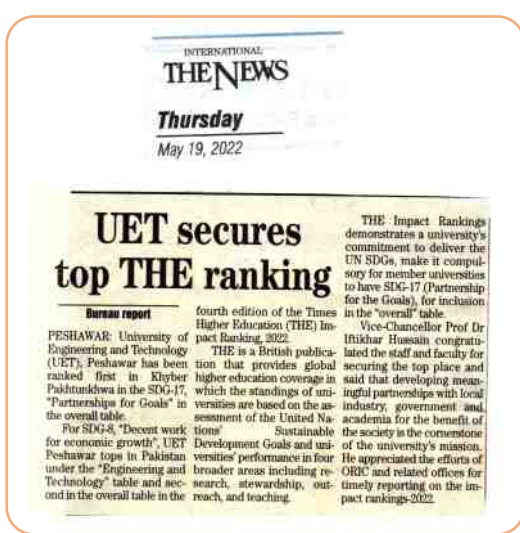 INTERNATIONAL
THE NEWS
Thursday
May 19, 2022
UET secures
top THE ranking
Bureau report
PESHAWAR: University of
Engineering and Technology
(UET), Peshawar has been
ranked first in Khyber
Pakhtunkhwa in the SDG-17,
"Partnerships for Goals" in
the overall table.
For SDG-8, "Decent work
for economic growth", UET
Peshawar tops in Pakistan
under the "Engineering and
Technology" table and sec-
ond in the overall table in the
fourth edition of the Times
Higher Education (THE) Im-
pact Ranking, 2022.
THE is a British publica-
tion that provides global
higher education coverage in
which the standings of uni-
versities are based on the as-
sessment of the United Na-
tions' Sustainable
Development Goals and uni-
versities' performance in four
broader areas including re-
search, stewardship, out-
reach, and teaching.
THE Impact Rankings
demonstrates a university's
commitment to deliver the
UN SDGs, make it compul-
sory for member universities
to have SDG-17 (Partnership
for the Goals), for inclusion
in the "overall" table.
Vice-Chancellor Prof Dr
Iftikhar Hussain congratu-
lated the staff and faculty for
securing the top place and
said that developing mean-
ingful partnerships with local
industry, government and
academia for the benefit of
the society is the cornerstone
of the university's mission.
He appreciated the efforts of
ORIC and related offices for
timely reporting on the im-
pact rankings-2022.